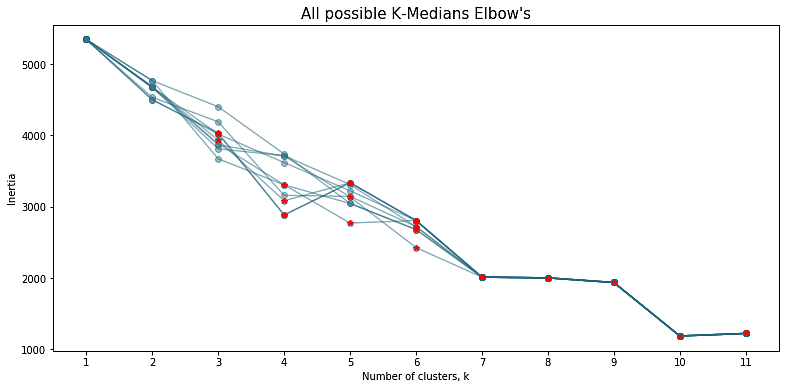 All possible K-Medians Elbow's
5000
4000
3000
2000
1000
Inertia
1 2 3 4 5 6 7 8 9 10 11
Number of clusters, k